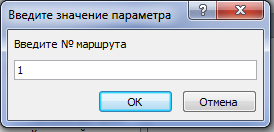 Введите значение параметра
Введите № маршрута
1
ОК
Отмена